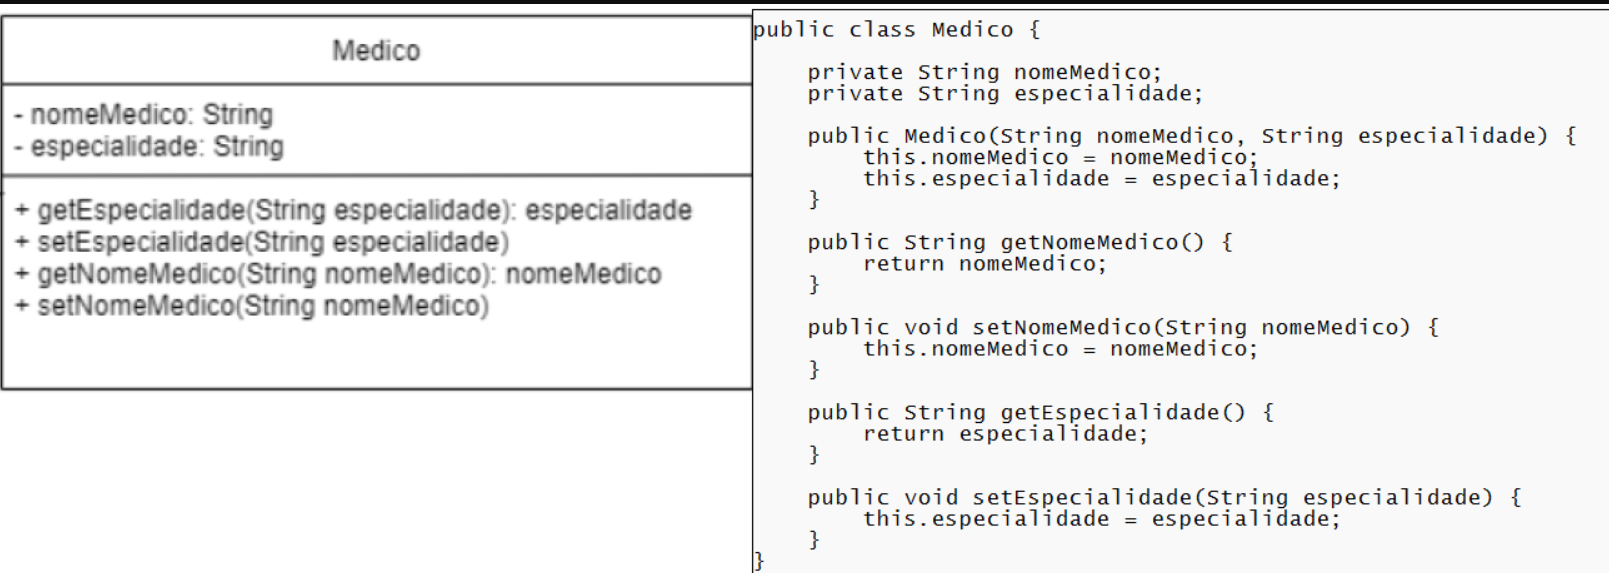 Medico
- nomeMedico: String
- especialidade: String
+ getEspecialidade(String especialidade): especialidade
+ setEspecialidade(String especialidade)
+ getNomeMedico(String nomeMedico): nomeMedico
+ setNomeMedico(String nomeMedico)
public class Medico {
private String nomeMedico;
private String especialidade;
public Medico(String nomeMedico, String especialidade) {
this.nomeMedico = nomeMedico;
this.especialidade = especialidade;
}
public String getNomeMedico() {
return nomeMedico;
}
public void setNomeMedico(String nomeMedico) {
this.nomeMedico = nomeMedico;
}
public String getEspecialidade() {
return especialidade;
}
public void setEspecialidade(String especialidade) {
this.especialidade = especialidade;
}
}